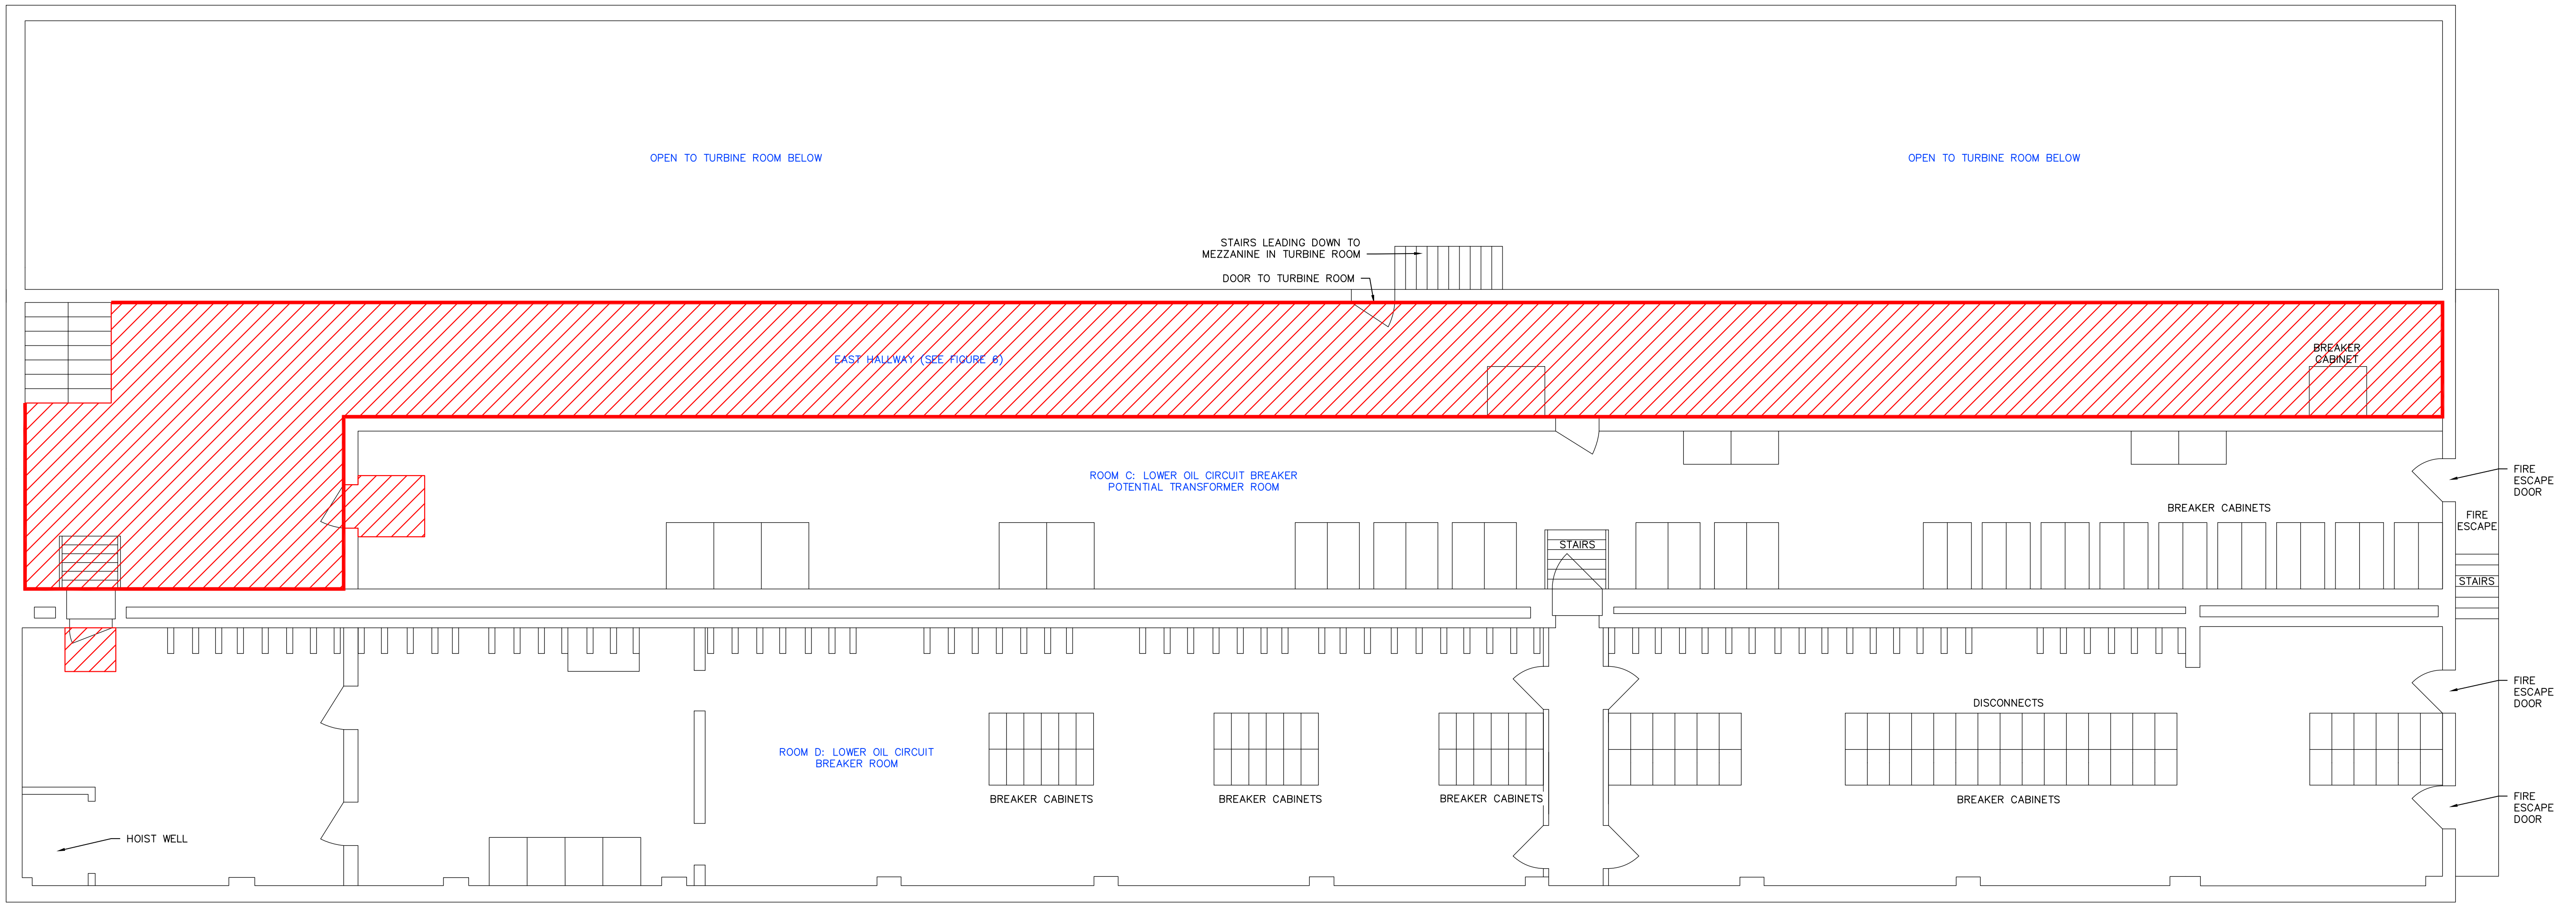 OPEN TO TURBINE ROOM BELOW
OPEN TO TURBINE ROOM BELOW
STAIRS LEADING DOWN TO
MEZZANINE IN TURBINE ROOM
DOOR TO TURBINE ROOM
EAST HALLWAY (SEE FIGURE 6)
BREAKER
CABINET
ROOM C: LOWER OIL CIRCUIT BREAKER
POTENTIAL TRANSFORMER ROOM
FIRE
ESCAPE
DOOR
BREAKER CABINETS
FIRE
ESCAPE
STAIRS
STAIRS
FIRE
ESCAPE
DOOR
DISCONNECTS
ROOM D: LOWER OIL CIRCUIT
BREAKER ROOM
BREAKER CABINETS
BREAKER CABINETS
BREAKER CABINETS
BREAKER CABINETS
FIRE
ESCAPE
DOOR
HOIST WELL